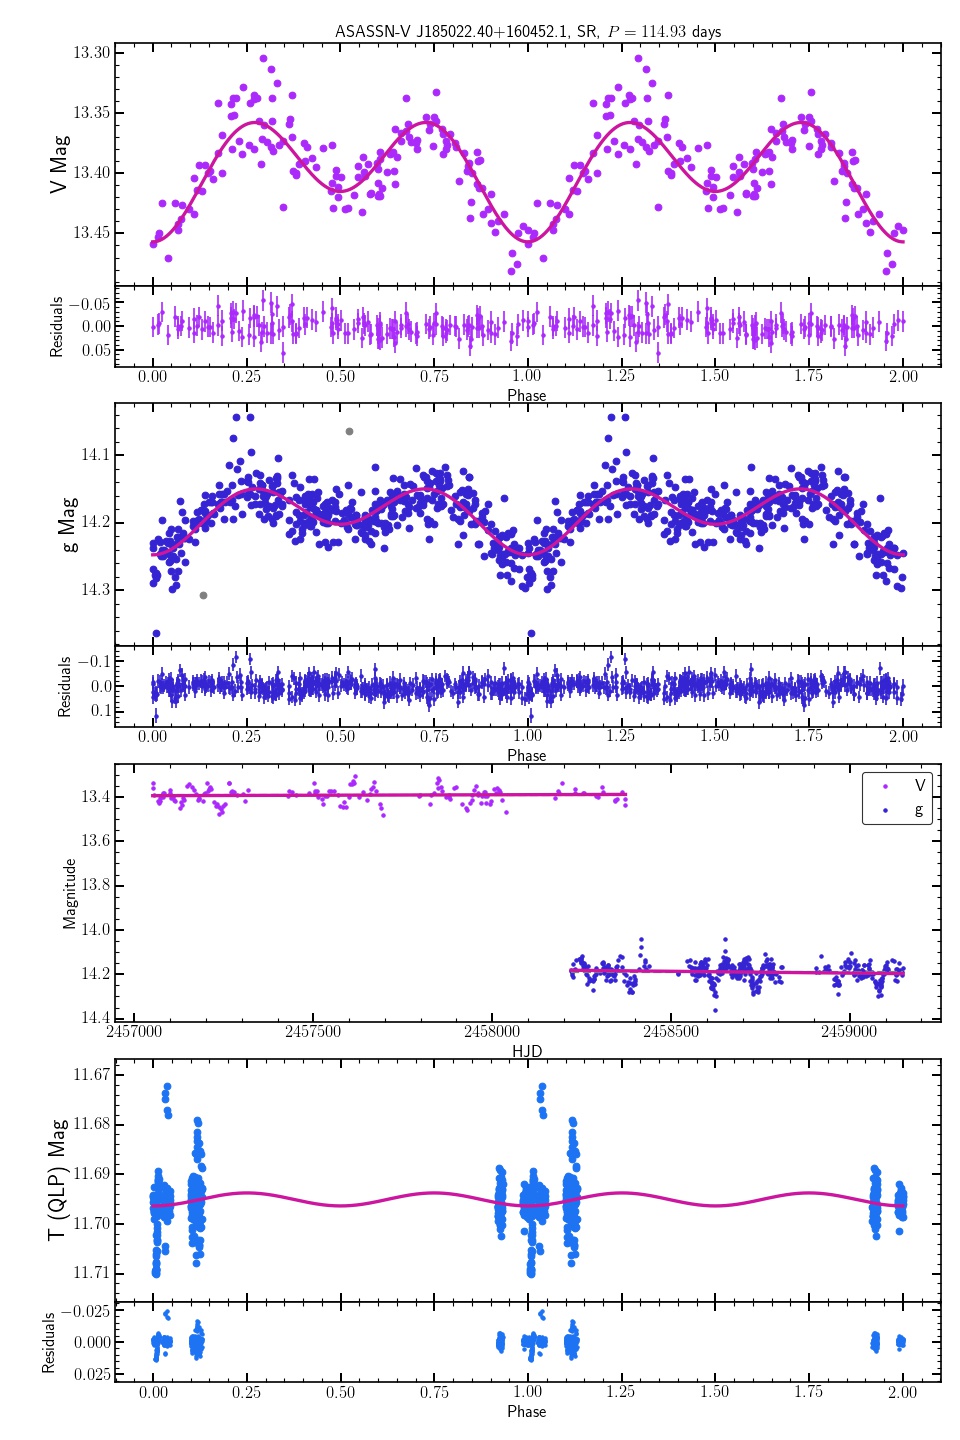 ASASSN-V J185022.40+160452.1, SR, P = 114.93 days
13.30
13.35
13.40
13.45
V Mag
−0.05
0.00
0.05
Residuals
0.00 0.25 0.50 0.75 1.00 1.25 1.50 1.75 2.00
Phase
14.1
14.2
14.3
g Mag
−0.1
0.0
0.1
Residuals
0.00 0.25 0.50 0.75 1.00 1.25 1.50 1.75 2.00
Phase
13.4
13.6
13.8
14.0
14.2
14.4
Magnitude
V
g
2457000 2457500 2458000 2458500 2459000
HJD
11.67
11.68
11.69
11.70
11.71
T (QLP) Mag
−0.025
0.000
0.025
Residuals
0.00 0.25 0.50 0.75 1.00 1.25 1.50 1.75 2.00
Phase